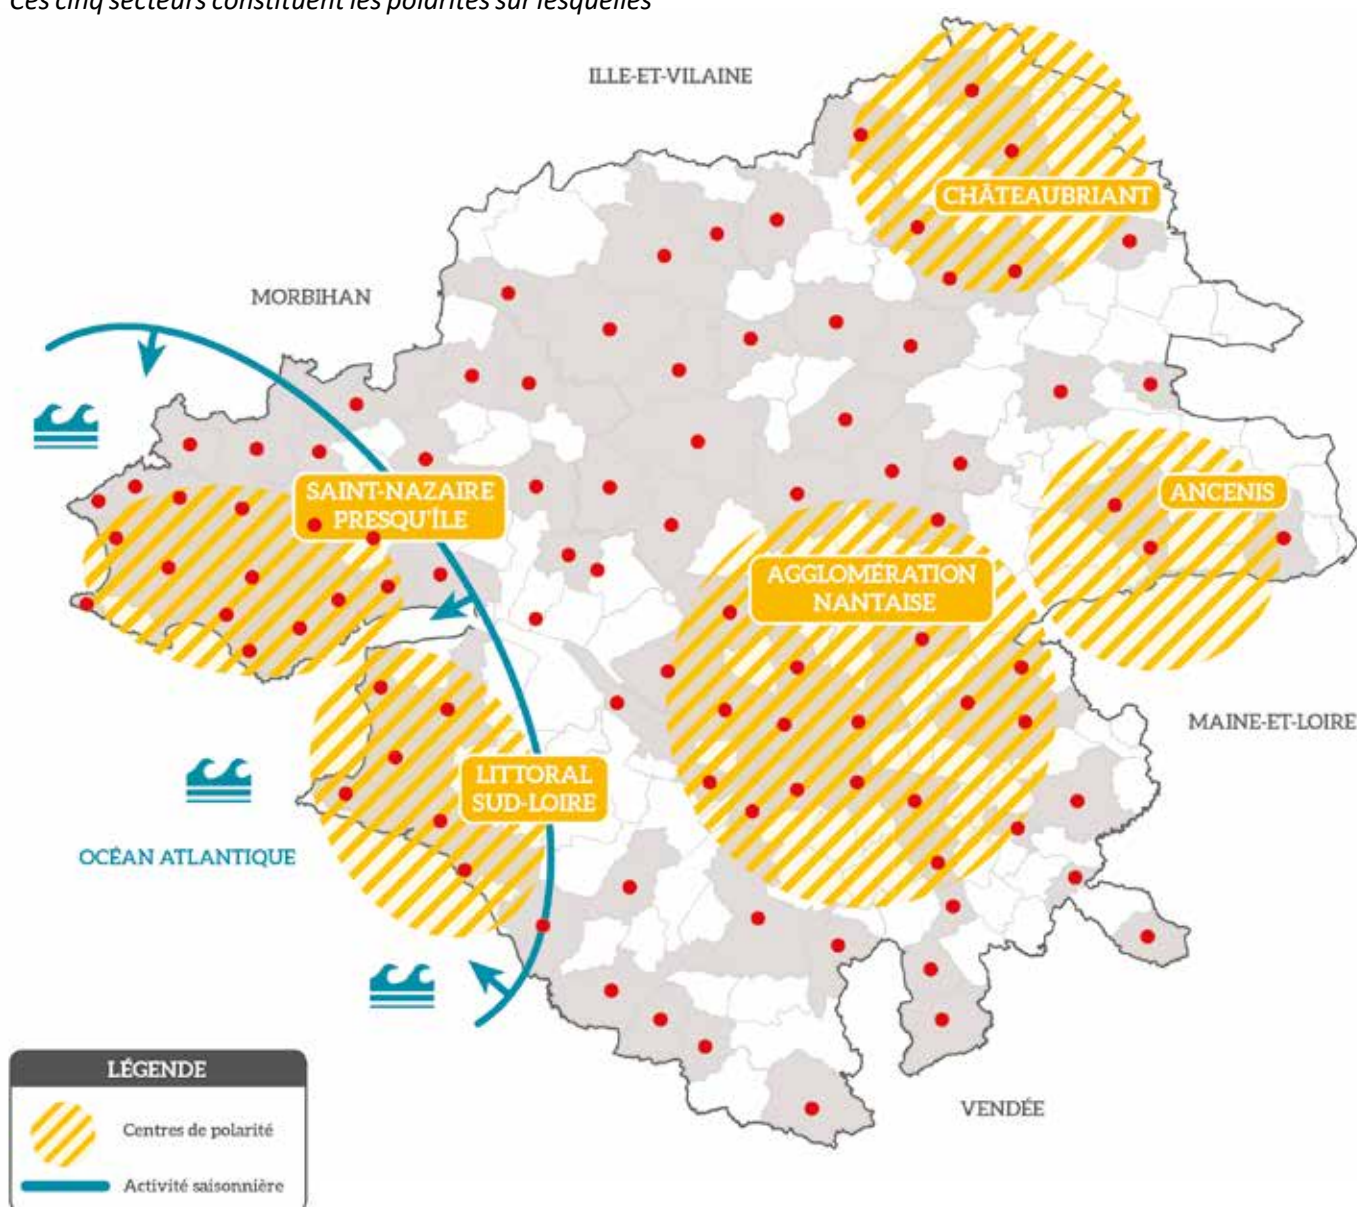 Ces cinq secteurs constituent les polarités sur lesquelles
ILLE-ET-VILAINE
CHÂTEAUBRIANT
MORBIHAN
SAINT-NAZAIRE
PRESQU'ÎLE
ANCENIS
AGGLOMÉRATION
NANTAISE
MAINE-ET-LOIRE
LITTORAL
SUD-LOIRE
OCÉAN ATLANTIQUE
VENDÉE
LÉGENDE
Centres de polarité
Activité saisonnière